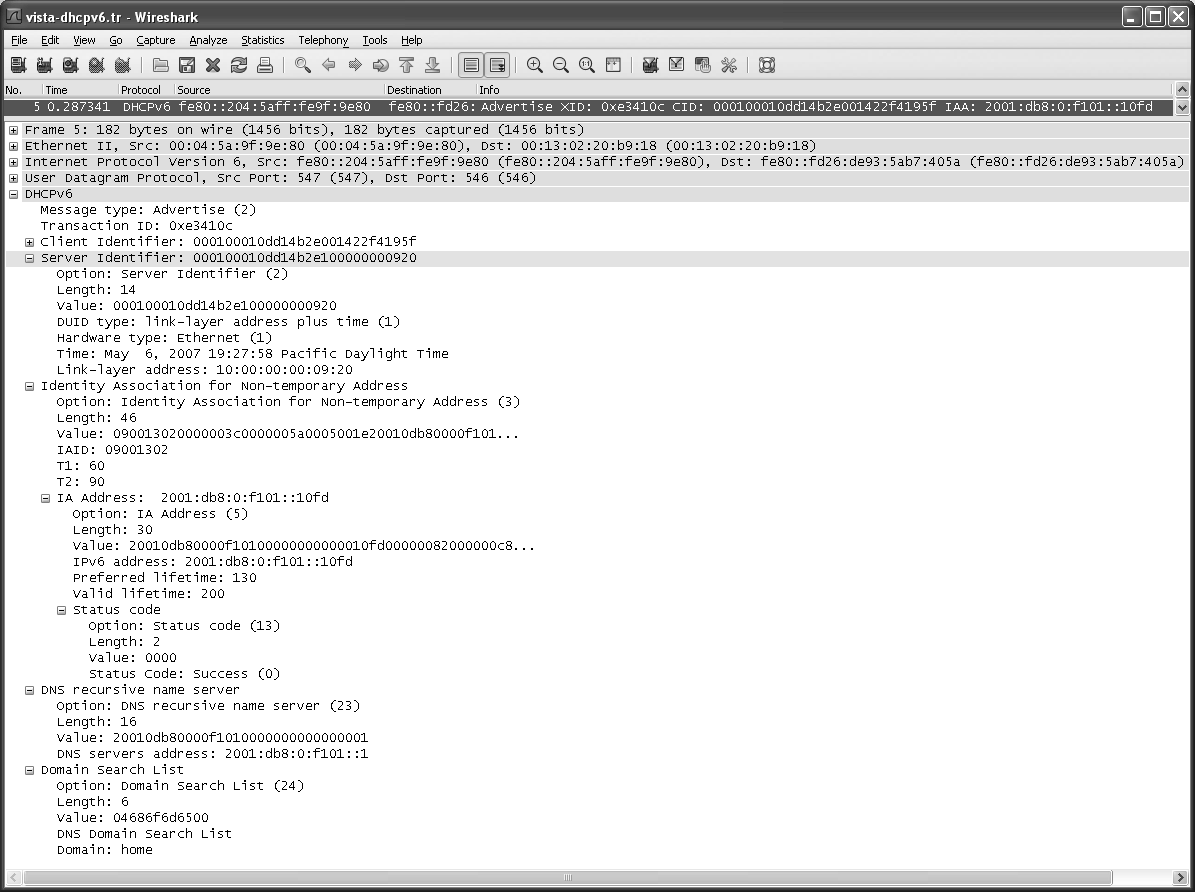 vista-dhcpv6.tr - Wireshark
File Edit View Go Capture Analyze Statistics Telephony Tools Help
No. Time Protocol Source Destination Info
5 0.287341 DHCPv6 fe80::204:5aff:fe9f:9e80 fe80::fd26: Advertise XID: 0xe3410c CID: 000100010dd14b2e001422f4195f IAA: 2001:db8:0:f101::10fd
Frame 5: 182 bytes on wire (1456 bits), 182 bytes captured (1456 bits)
Ethernet II, Src: 00:04:5a:9f:9e:80 (00:04:5a:9f:9e:80), Dst: 00:13:02:20:b9:18 (00:13:02:20:b9:18)
Internet Protocol Version 6, Src: fe80::204:5aff:fe9f:9e80 (fe80::204:5aff:fe9f:9e80), Dst: fe80::fd26:de93:5ab7:405a (fe80::fd26:de93:5ab7:405a)
User Datagram Protocol, Src Port: 547 (547), Dst Port: 546 (546)
DHCPv6
Message type: Advertise (2)
Transaction ID: 0xe3410c
Client Identifier: 000100010dd14b2e001422f4195f
Server Identifier: 000100010dd14b2e100000000920
Option: Server Identifier (2)
Length: 14
Value: 000100010dd14b2e100000000920
DUID type: link-layer address plus time (1)
Hardware type: Ethernet (1)
Time: May  6, 2007 19:27:58 Pacific Daylight Time
Link-layer address: 10:00:00:00:09:20
Identity Association for Non-temporary Address
Option: Identity Association for Non-temporary Address (3)
Length: 46
Value: 090013020000003c0000005a0005001e20010db80000f101...
IAID: 09001302
T1: 60
T2: 90
IA Address:  2001:db8:0:f101::10fd
Option: IA Address (5)
Length: 30
Value: 20010db80000f10100000000000010fd00000082000000c8...
IPv6 address: 2001:db8:0:f101::10fd
Preferred lifetime: 130
Valid lifetime: 200
Status code
Option: Status code (13)
Length: 2
Value: 0000
Status Code: Success (0)
DNS recursive name server
Option: DNS recursive name server (23)
Length: 16
Value: 20010db80000f1010000000000000001
DNS servers address: 2001:db8:0:f101::1
Domain Search List
Option: Domain Search List (24)
Length: 6
Value: 04686f6d6500
DNS Domain Search List
Domain: home